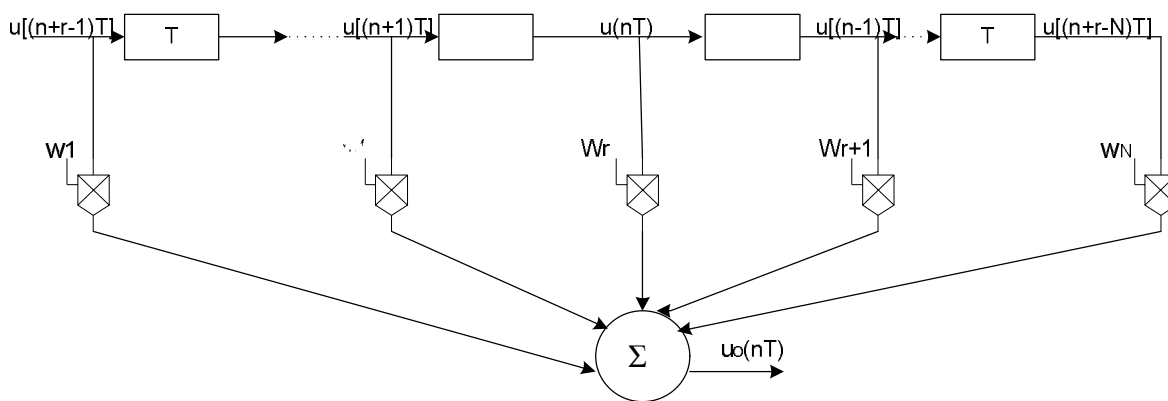 u[(n+r-1)T] T u[(n+1)T] u(nT) u[(n-1)T] T u[(n+r-N)T]
W1 Wr Wr+1 WN
Σ uo(nT)